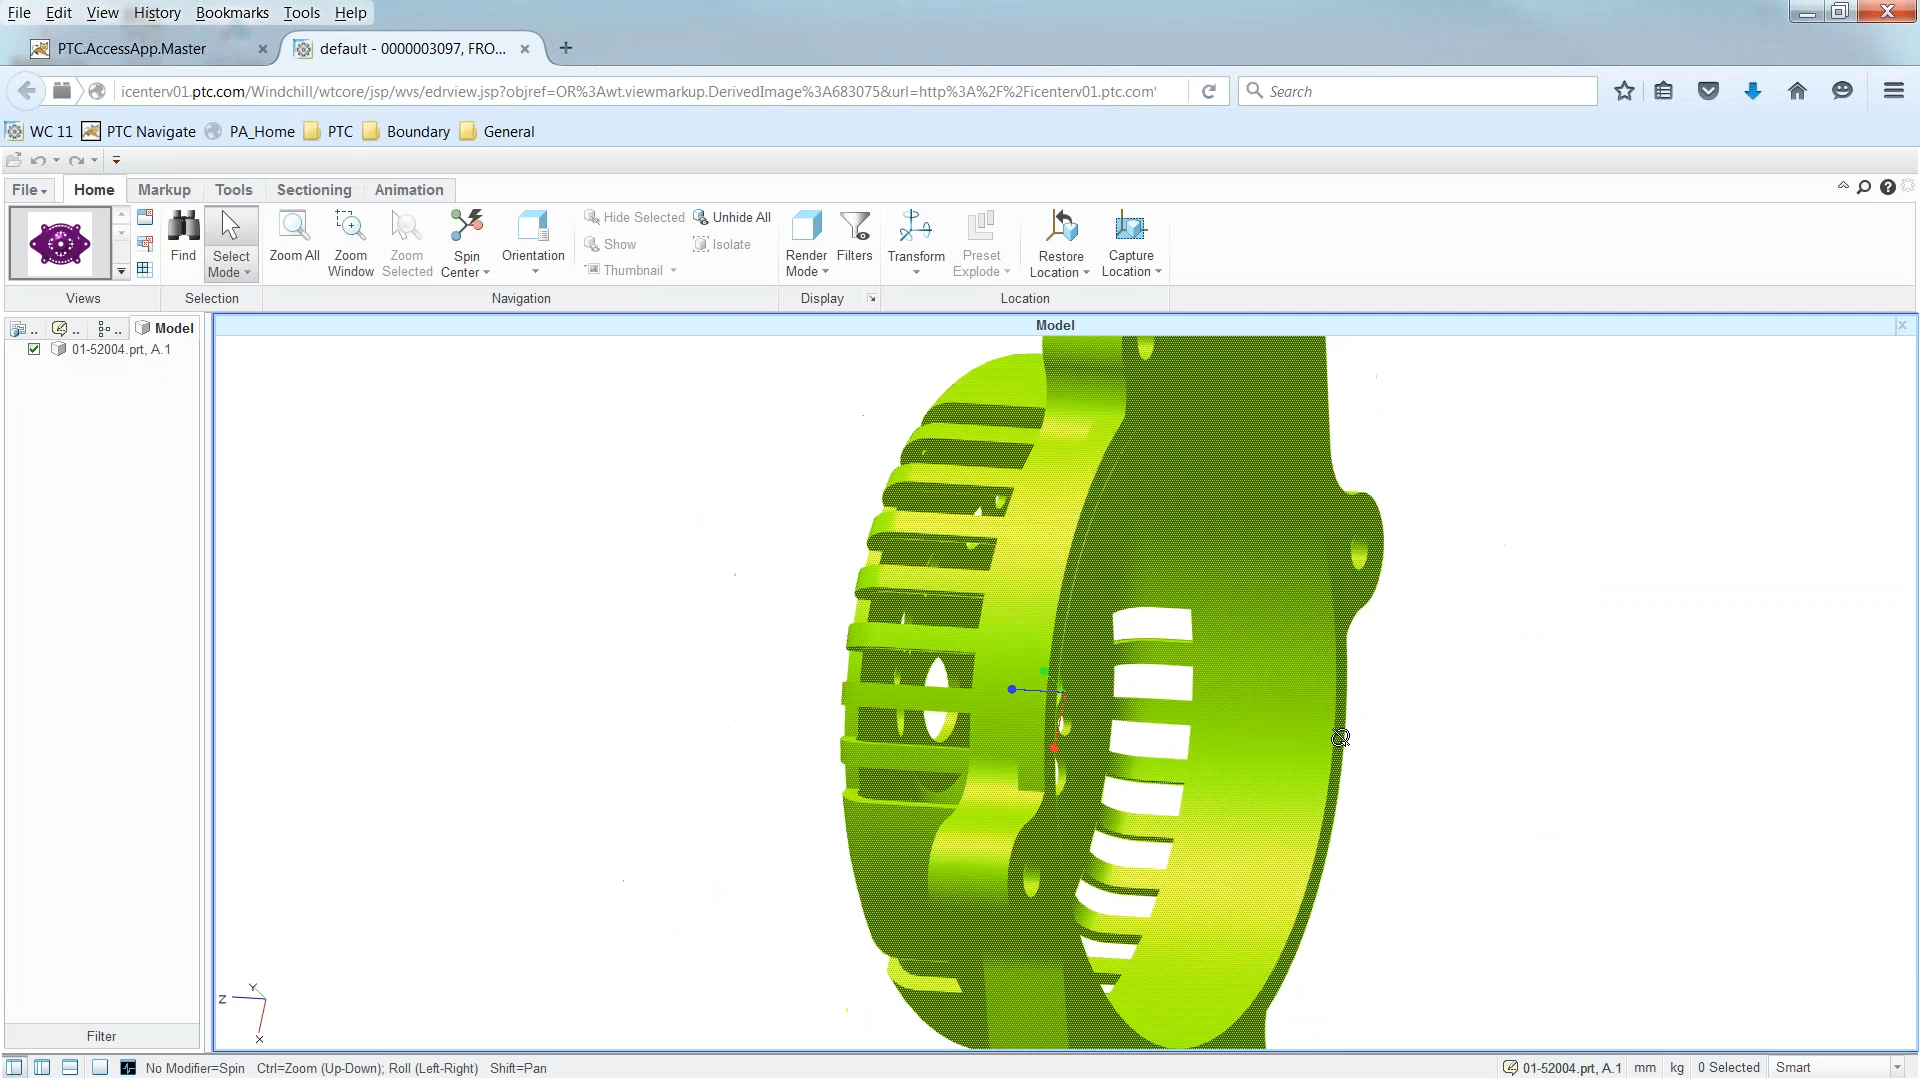 File Edit View History Bookmarks Tools Help
PTC.AccessApp.Master
default - 0000003097, FRO...
icenterv01.ptc.com/Windchill/wtcore/jsp/wvs/edrview.jsp?objref=OR%3Awt.viewmarkup.DerivedImage%3A683075&url=http%3A%2F%2Ficenterv01.ptc.com'
Search
WC 11 PTC Navigate PA_Home PTC Boundary General
File Home Markup Tools Sectioning Animation
Find
Select Mode
Zoom All
Zoom Window
Zoom Selected
Spin Center
Orientation
Hide Selected
Unhide All
Show
Isolate
Thumbnail
Render Mode
Filters
Transform
Preset Explode
Restore Location
Capture Location
Views Selection Navigation Display Location
.. .. .. Model
01-52004.prt, A.1
Model
Z
Y
X
Filter
No Modifier=Spin Ctrl=Zoom (Up-Down); Roll (Left-Right) Shift=Pan
01-52004.prt, A.1 mm kg 0 Selected Smart